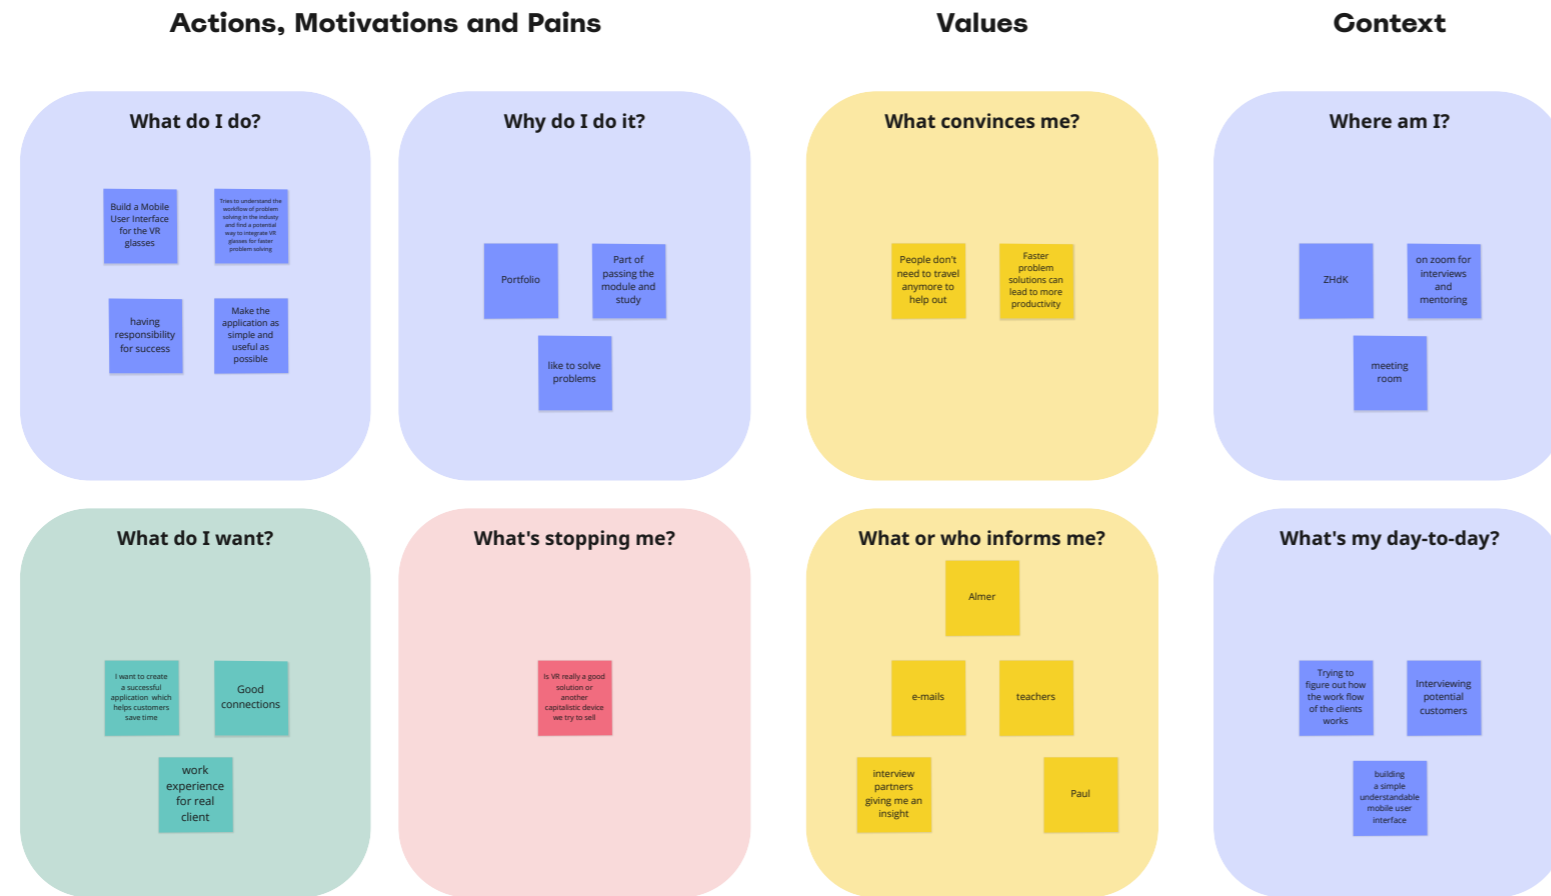 Actions, Motivations and Pains
Values
Context
What do I do?
Build a Mobile
User Interface
for the VR
glasses
Tries to understand the
workflow of problem
solving in the industy
and find a potential
way to integrate VR
glasses for faster
problem solving
having
responsibility
for success
Make the
application as
simple and
useful as
possible
Why do I do it?
Portfolio
Part of
passing the
module and
study
like to solve
problems
What convinces me?
People don't
need to travel
anymore to
help out
Faster
problem
solutions can
lead to more
productivity
Where am I?
ZHdK
on zoom for
interviews
and
mentoring
meeting
room
What do I want?
I want to create
a successful
application which
helps customers
save time
Good
connections
work
experience
for real
client
What's stopping me?
Is VR really a good
solution or
another
capitalistic device
we try to sell
What or who informs me?
Almer
e-mails
teachers
interview
partners
giving me an
insight
Paul
What's my day-to-day?
Trying to
figure out how
the work flow
of the clients
works
Interviewing
potential
customers
building
a simple
understandable
mobile user
interface